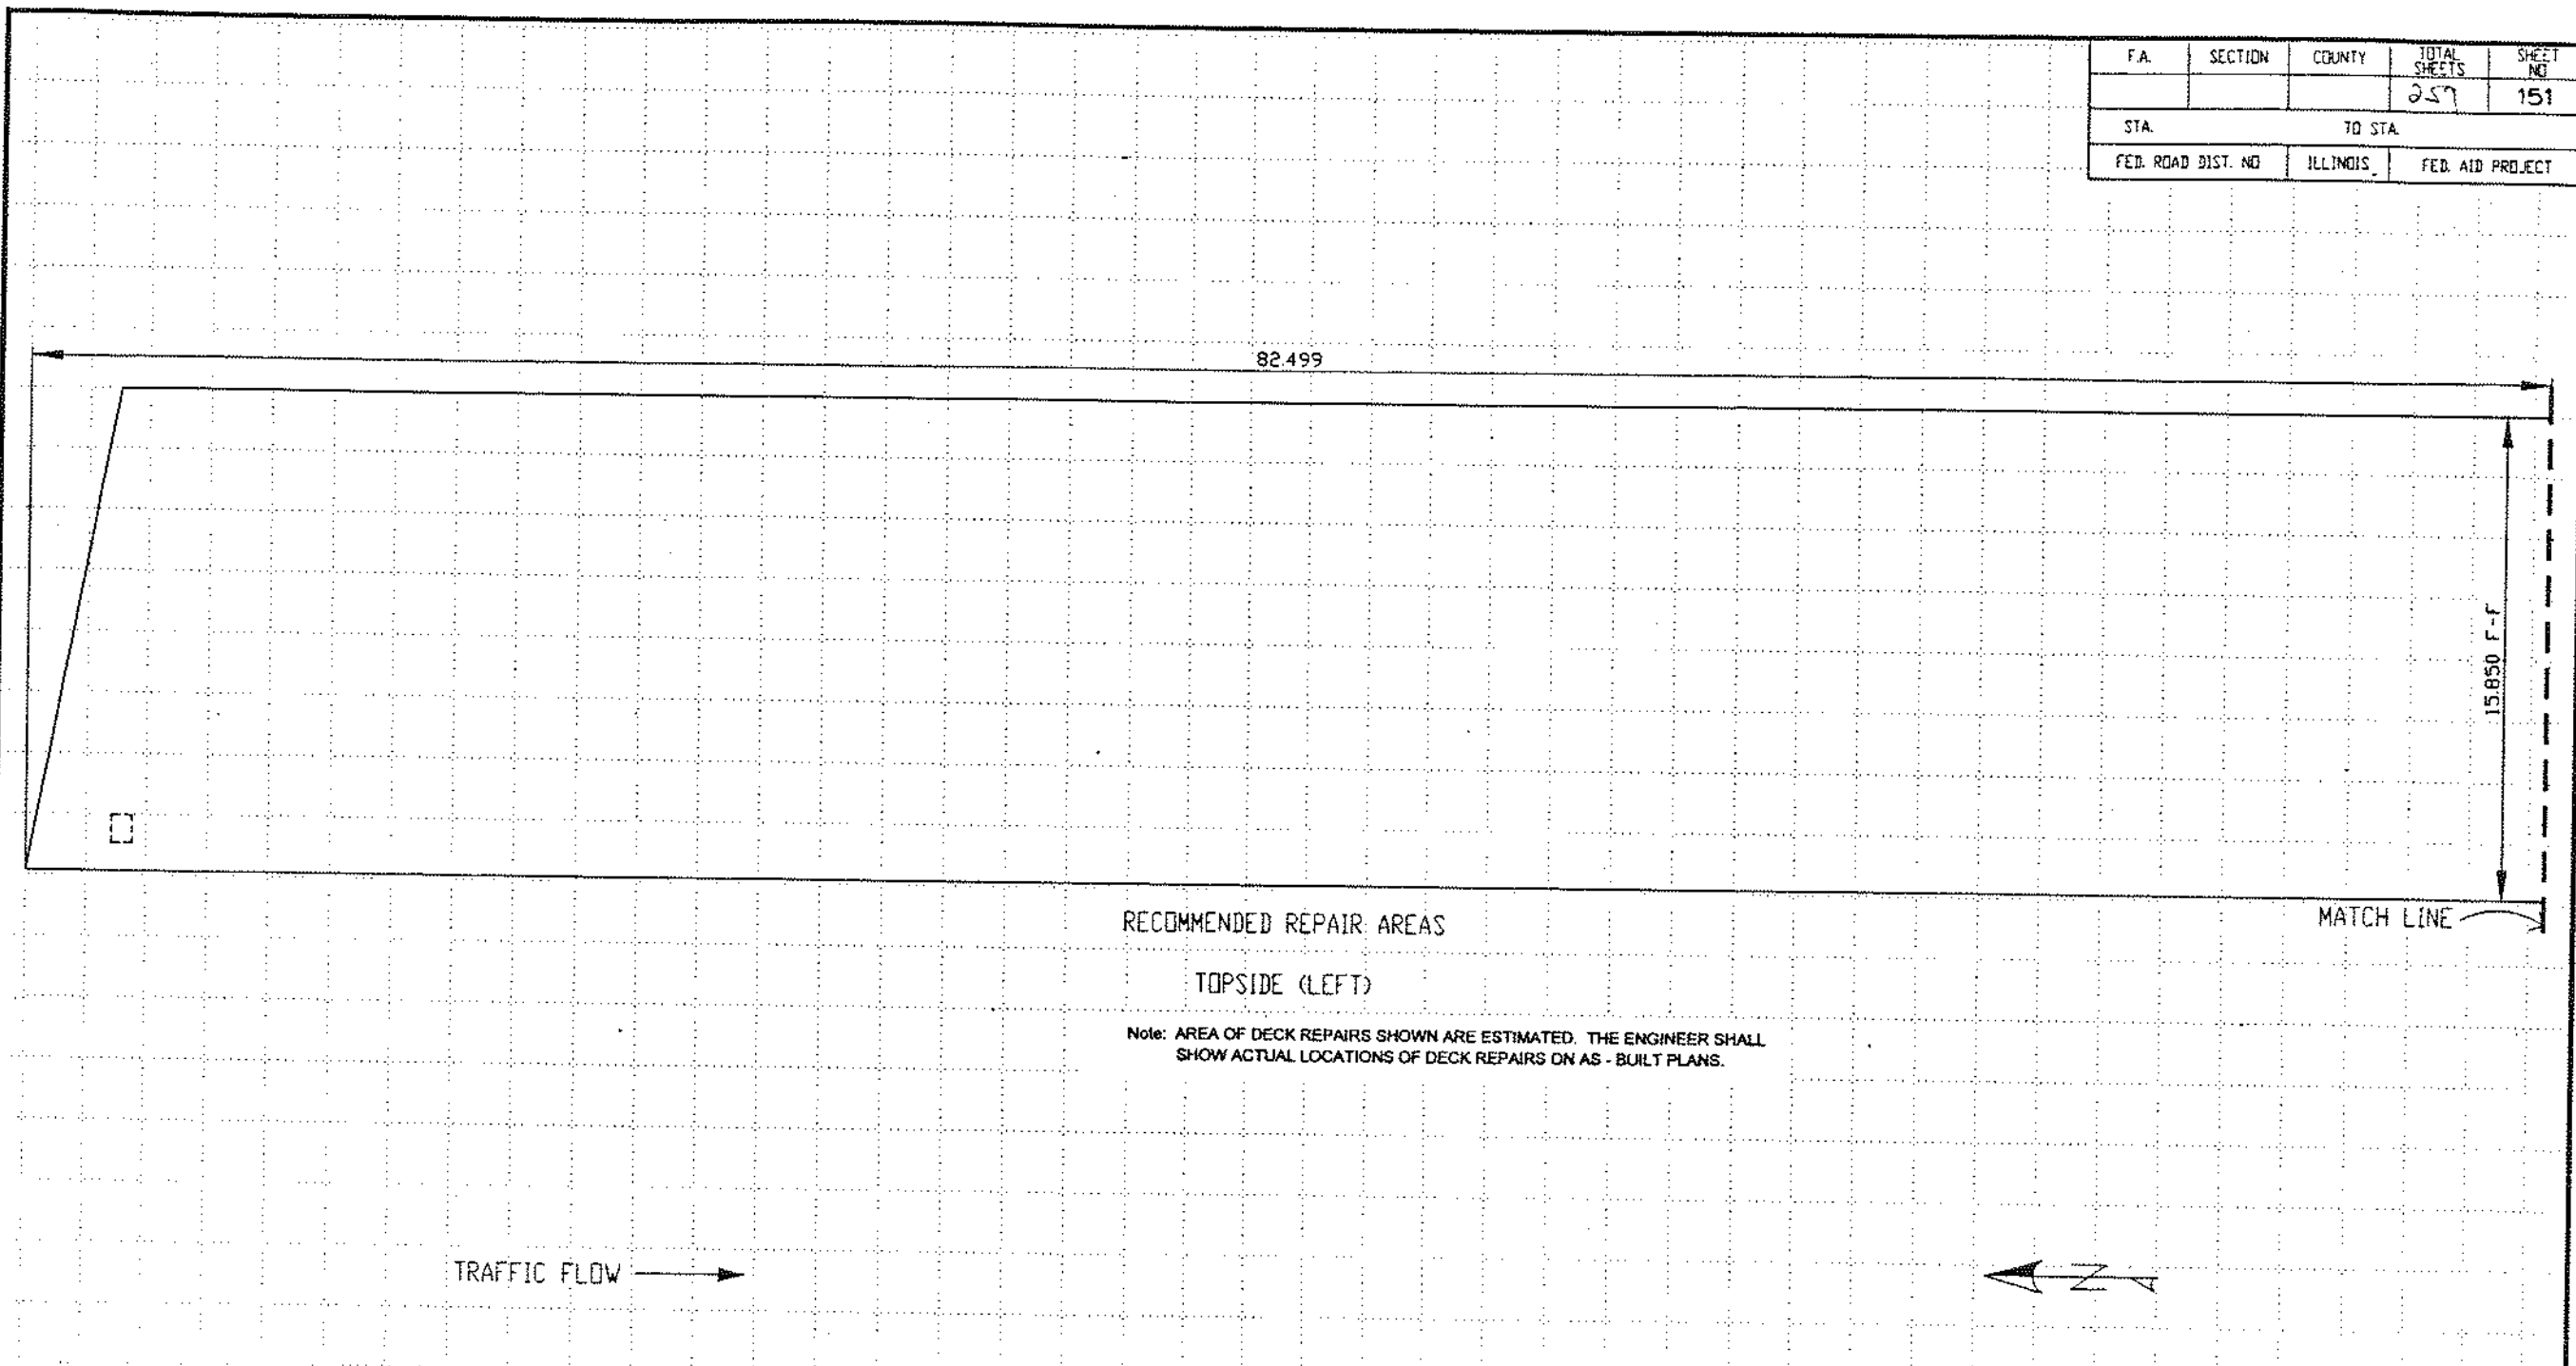 F.A. SECTION COUNTY TOTAL SHEETS SHEET NO
257 151
STA. TO STA.
FED. ROAD DIST. NO ILLINOIS FED. AID PROJECT
82.499
15.850 F-F
RECOMMENDED REPAIR AREAS
MATCH LINE
TOPSIDE (LEFT)
Note: AREA OF DECK REPAIRS SHOWN ARE ESTIMATED. THE ENGINEER SHALL
SHOW ACTUAL LOCATIONS OF DECK REPAIRS ON AS - BUILT PLANS.
TRAFFIC FLOW
N